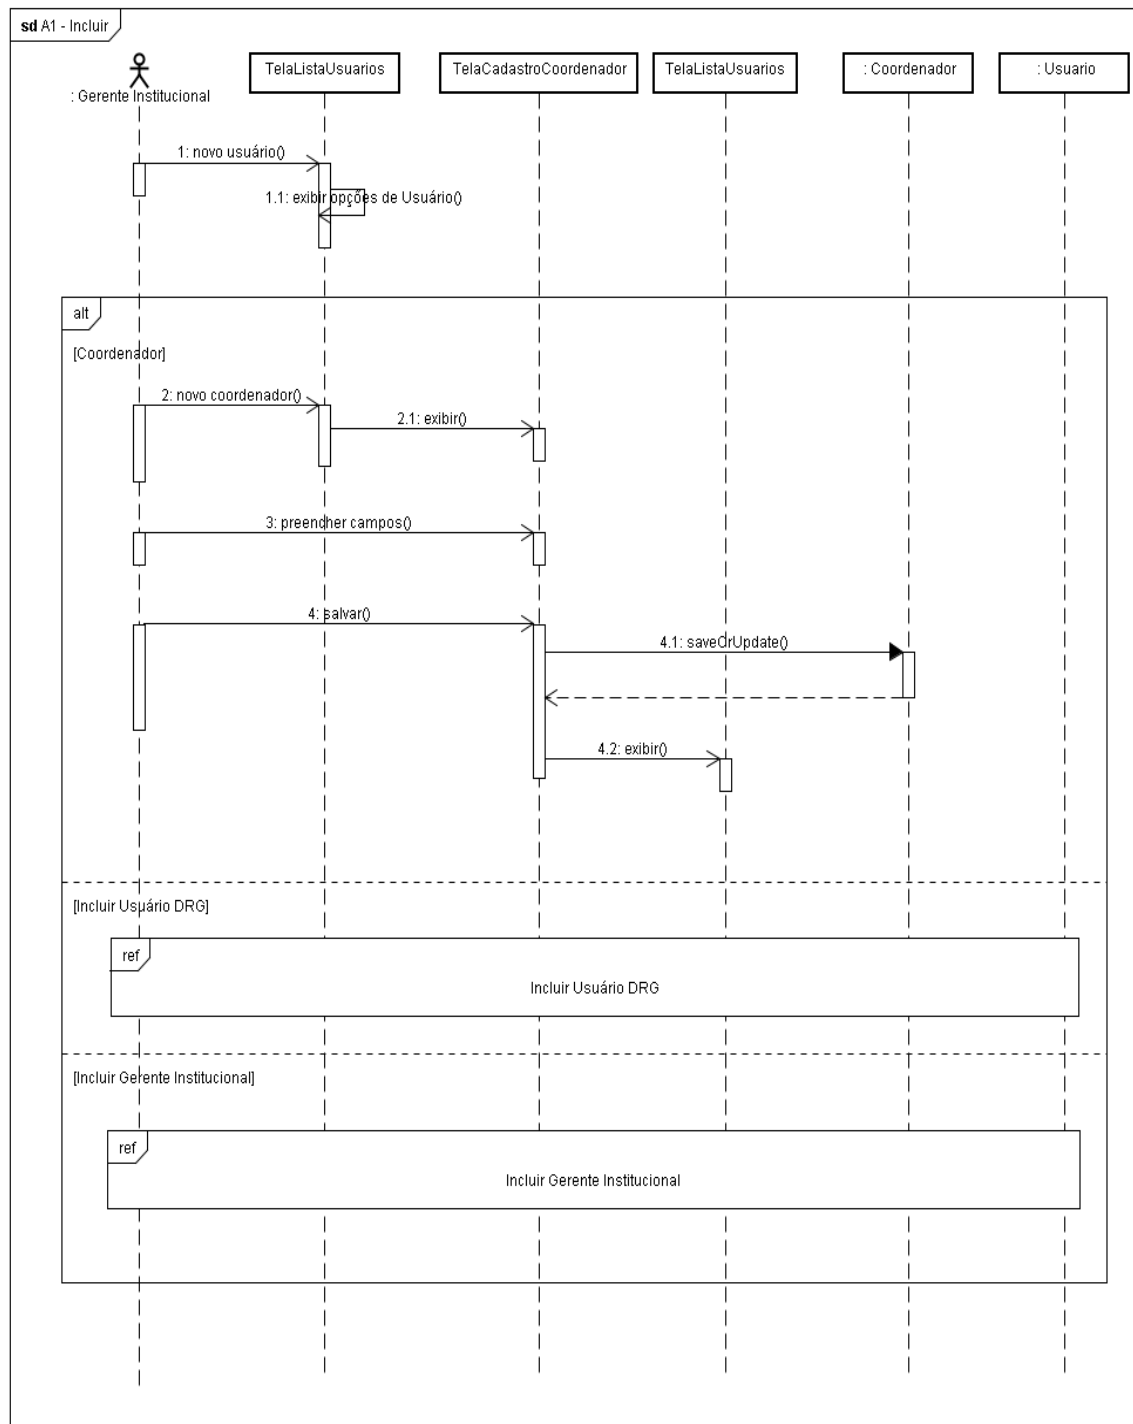 sd A1 - Incluir
: Gerente Institucional
TelaListaUsuarios
TelaCadastroCoordenador
TelaListaUsuarios
: Coordenador
: Usuario
1: novo usuário()
1.1: exibir opções de Usuário()
alt
[Coordenador]
2: novo coordenador()
2.1: exibir()
3: preencher campos()
4: salvar()
4.1: saveOrUpdate()
4.2: exibir()
[Incluir Usuário DRG]
ref
Incluir Usuário DRG
[Incluir Gerente Institucional]
ref
Incluir Gerente Institucional